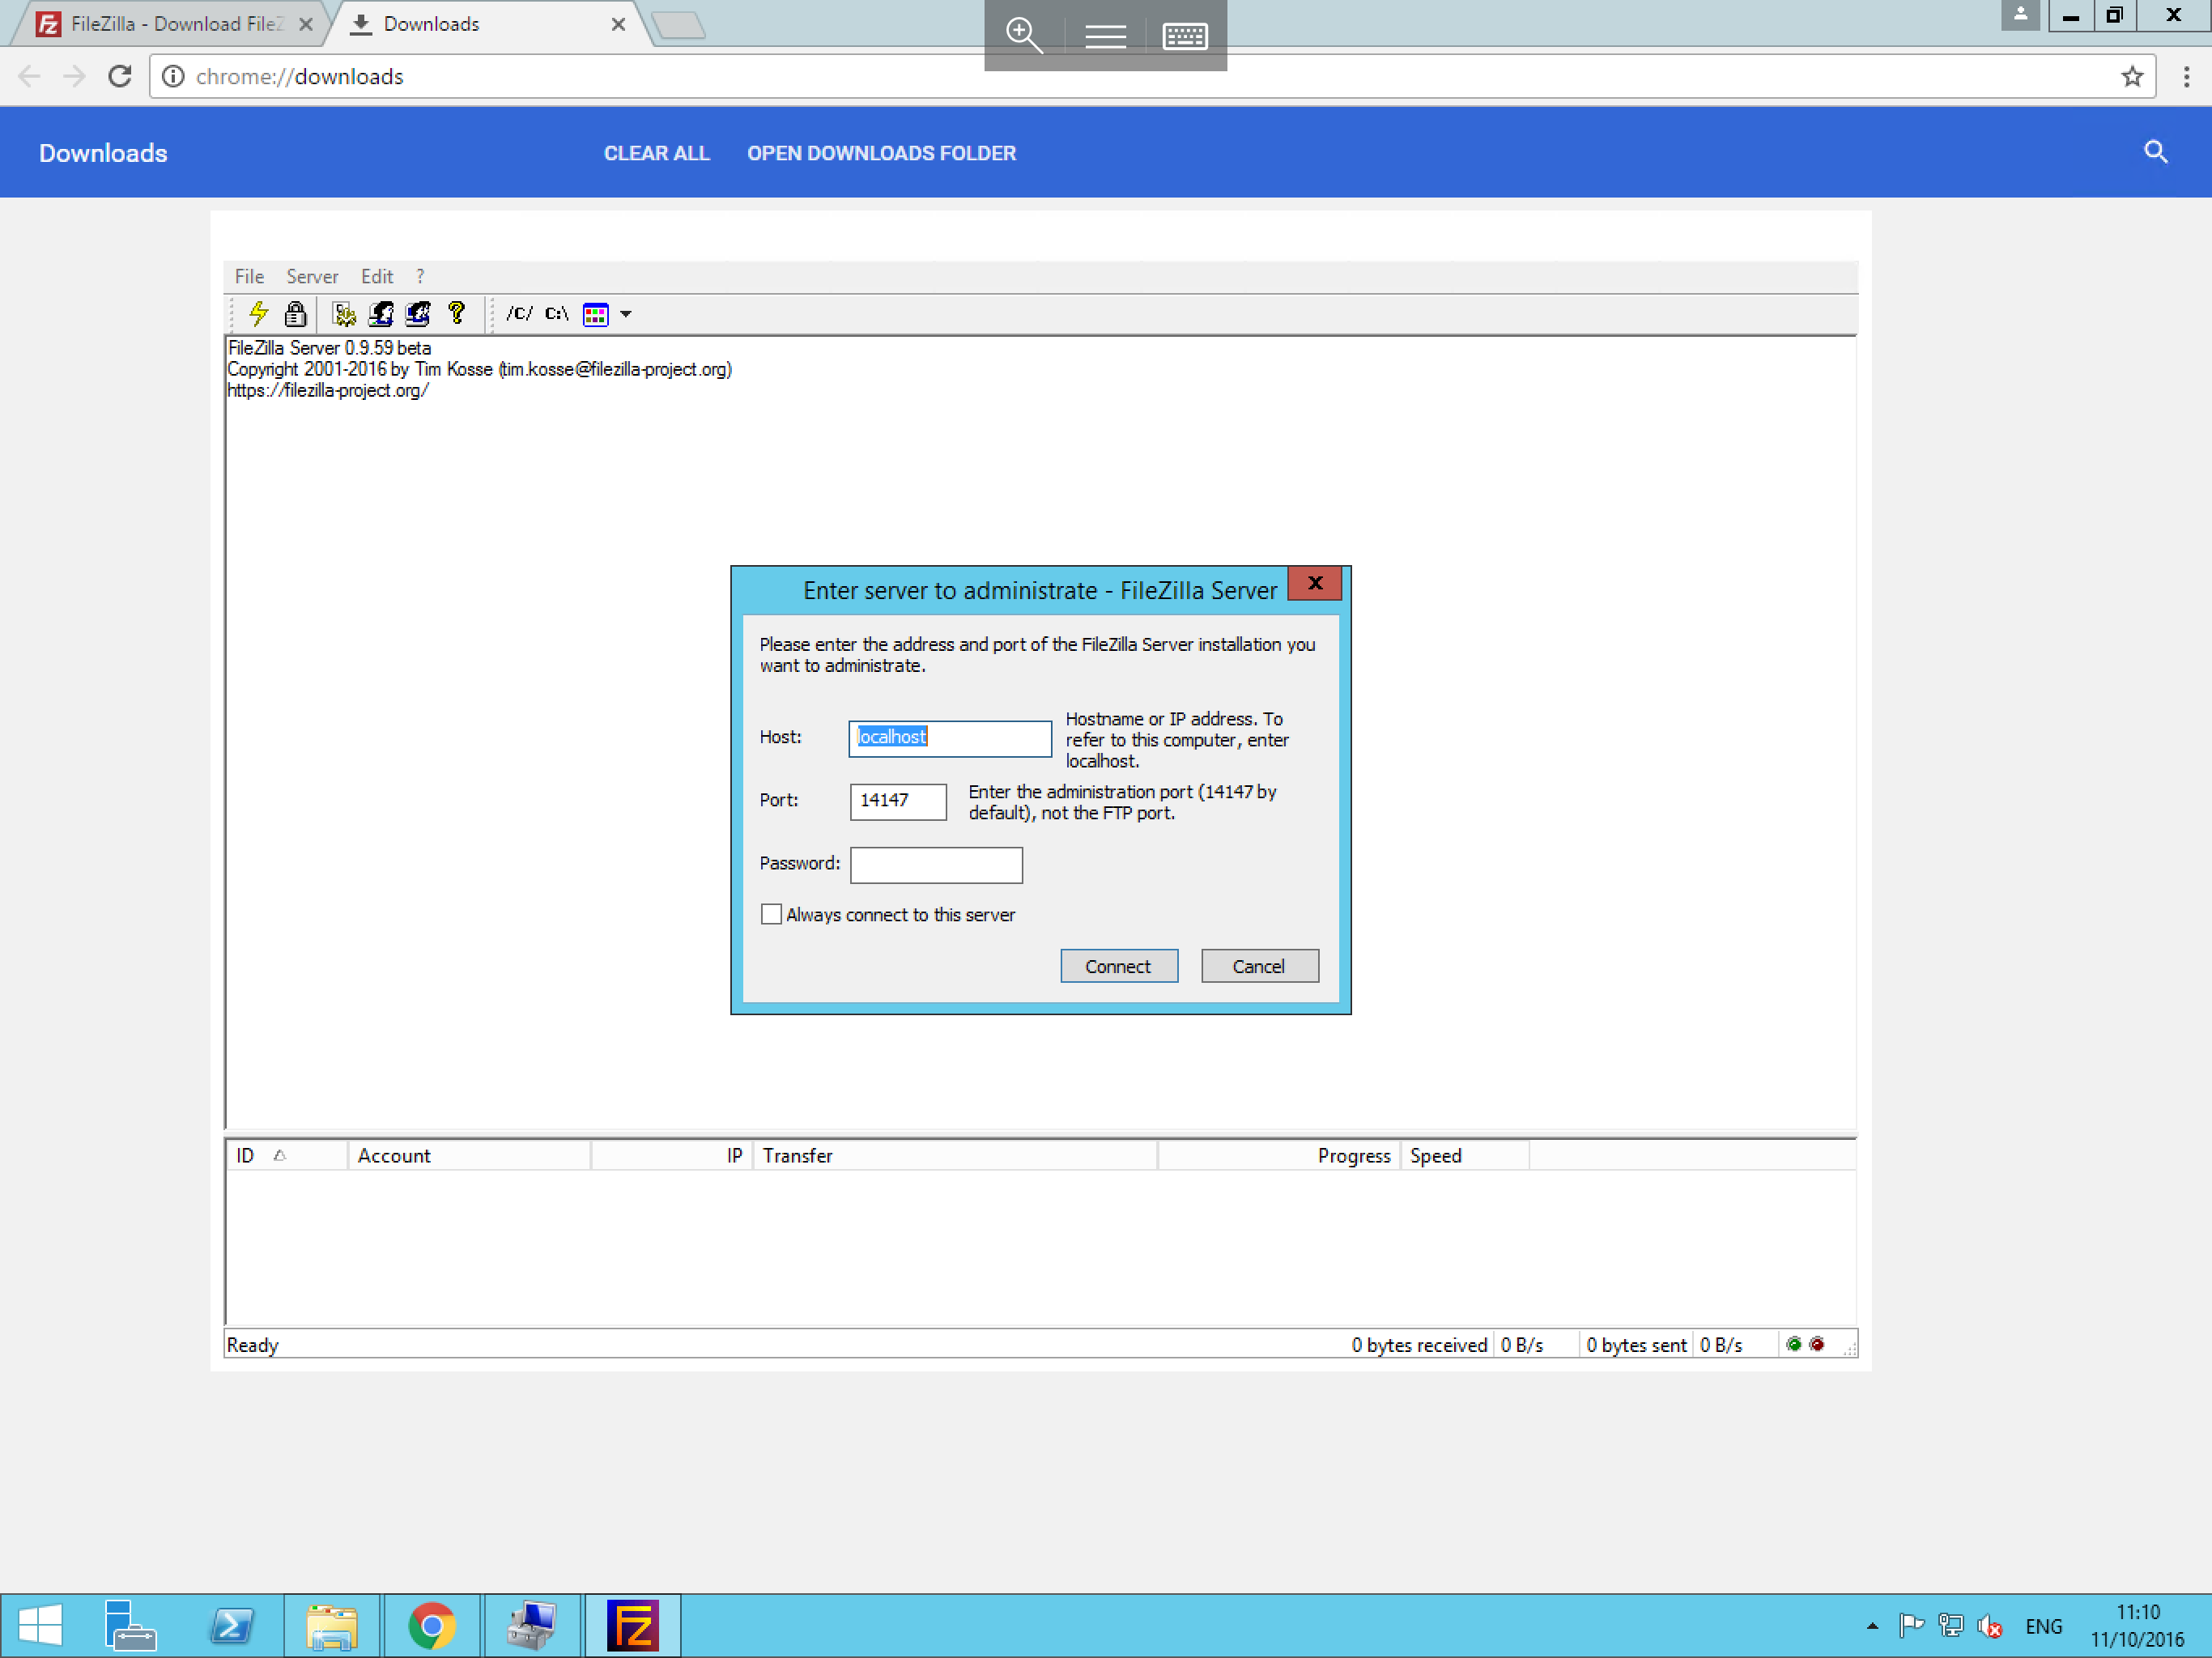 FileZilla - Download FileZ
Downloads
chrome://downloads
Downloads
CLEAR ALL
OPEN DOWNLOADS FOLDER
File Server Edit ?
/C/ C:\
FileZilla Server 0.9.59 beta
Copyright 2001-2016 by Tim Kosse (tim.kosse@filezilla-project.org)
https://filezilla-project.org/
Enter server to administrate - FileZilla Server
Please enter the address and port of the FileZilla Server installation you
want to administrate.
Host:
localhost
Hostname or IP address. To
refer to this computer, enter
localhost.
Port:
14147
Enter the administration port (14147 by
default), not the FTP port.
Password:
Always connect to this server
Connect
Cancel
ID Account IP Transfer Progress Speed
Ready
0 bytes received 0 B/s 0 bytes sent 0 B/s
ENG
11:10
11/10/2016